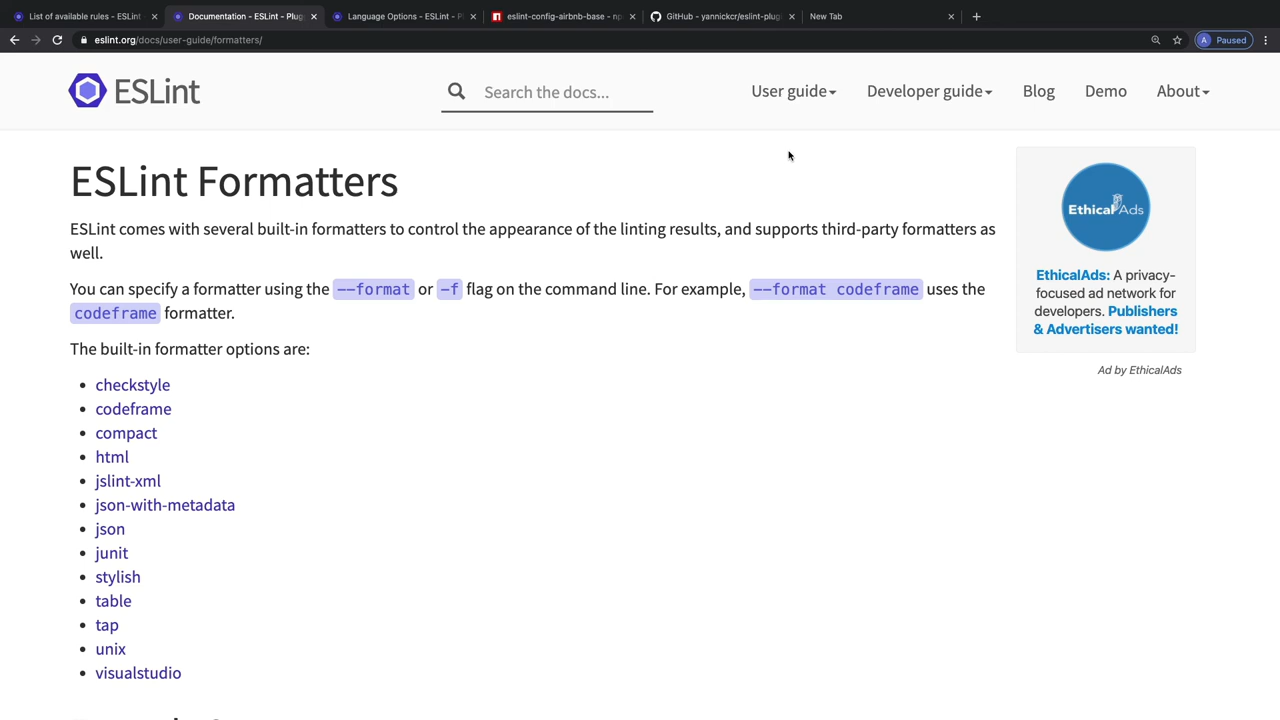 List of available rules - ESLint
Documentation - ESLint - Plug
Language Options - ESLint - P
eslint-config-airbnb-base - np
GitHub - yannickcr/eslint-plug
New Tab
eslint.org/docs/user-guide/formatters/
A Paused
ESLint
Search the docs...
User guide
Developer guide
Blog
Demo
About
ESLint Formatters
ESLint comes with several built-in formatters to control the appearance of the linting results, and supports third-party formatters as
well.
You can specify a formatter using the --format or -f flag on the command line. For example, --format codeframe uses the
codeframe formatter.
The built-in formatter options are:
checkstyle
codeframe
compact
html
jslint-xml
json-with-metadata
json
junit
stylish
table
tap
unix
visualstudio
EthicalAds
EthicalAds: A privacy-
focused ad network for
developers. Publishers
& Advertisers wanted!
Ad by EthicalAds